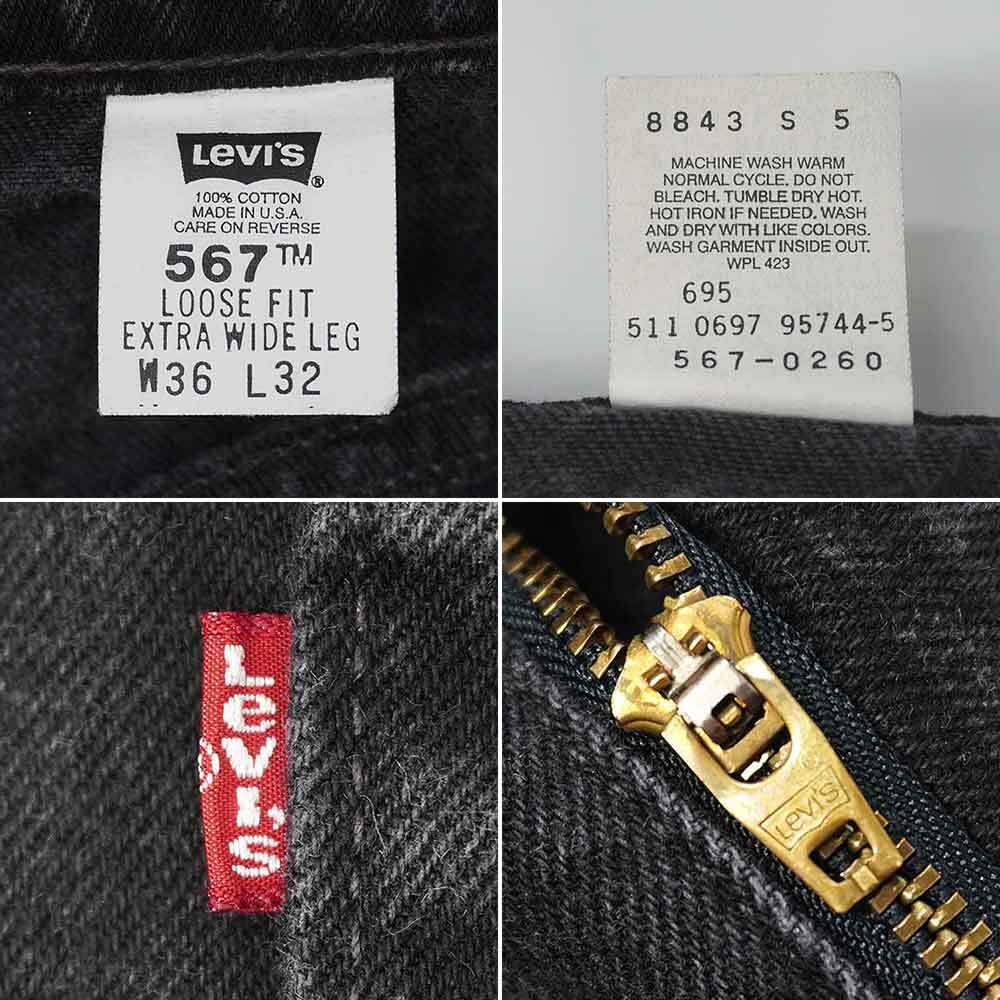 LEVI'S®
100% COTTON
MADE IN U.S.A.
CARE ON REVERSE
567™
LOOSE FIT
EXTRA WIDE LEG
W36 L32
8843 S 5
MACHINE WASH WARM
NORMAL CYCLE. DO NOT
BLEACH. TUMBLE DRY HOT.
HOT IRON IF NEEDED. WASH
AND DRY WITH LIKE COLORS.
WASH GARMENT INSIDE OUT.
WPL 423
695
511 0697 95744-5
567-0260
LeVI'S
®
LEVI'S